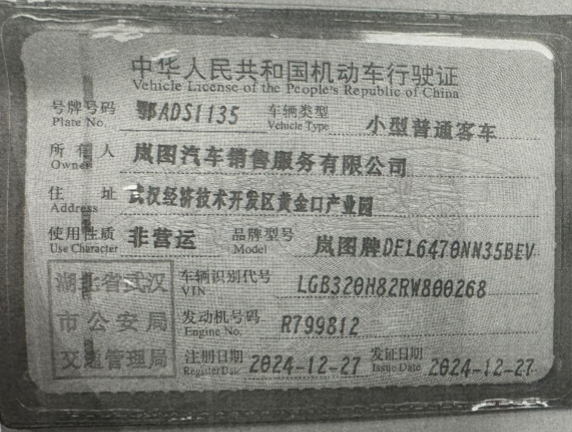 中华人民共和国机动车行驶证
Vehicle License of the People's Republic of China
号牌号码 鄂ADS1135 车辆类型 小型普通客车
Plate No. Vehicle Type
所有人 岚图汽车销售服务有限公司
Owner
住址 武汉经济技术开发区黄金口产业园
Address
使用性质 非营运 品牌型号 岚图牌DFL6470NN35BEV
Use Character Model
湖北省武汉 车辆识别代号 LGB320H82RW800268
VIN
市公安局 发动机号码 R799812
Engine No.
交通管理局 注册日期 2024-12-27 发证日期 2024-12-27
Register Date Issue Date